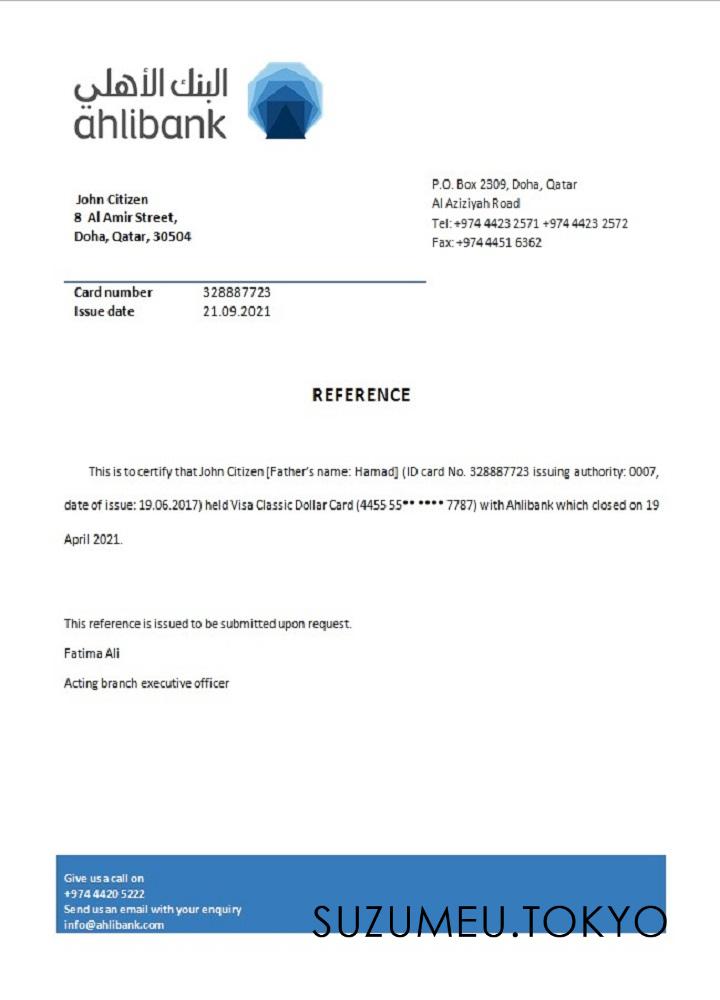 البنك الأهلي
ahlibank
P.O. Box 2309, Doha, Qatar
Al Aziziyah Road
Tel: +974 4423 2571 +974 4423 2572
Fax: +974 4451 6362
John Citizen
8 Al Amir Street,
Doha, Qatar, 30504
Card number 328887723
Issue date 21.09.2021
REFERENCE
This is to certify that John Citizen [Father's name: Hamad] (ID card No. 328887723 issuing authority: 0007,
date of issue: 19.06.2017) held Visa Classic Dollar Card (4455 55** **** 7787) with Ahlibank which closed on 19
April 2021.
This reference is issued to be submitted upon request.
Fatima Ali
Acting branch executive officer
Give us a call on
+974 4420 5222
Send us an email with your enquiry
info@ahlibank.com
SUZUMEU.TOKYO